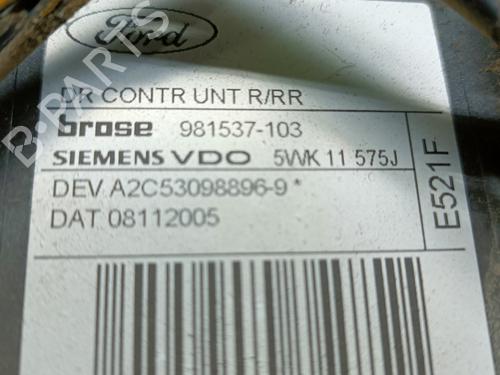 Ford
DR CONTR UNT R/RR
brose 981537-103
SIEMENS VDO 5WK 11 575J
DEV A2C53098896-9 *
DAT 08112005
E521F
B-PARTS